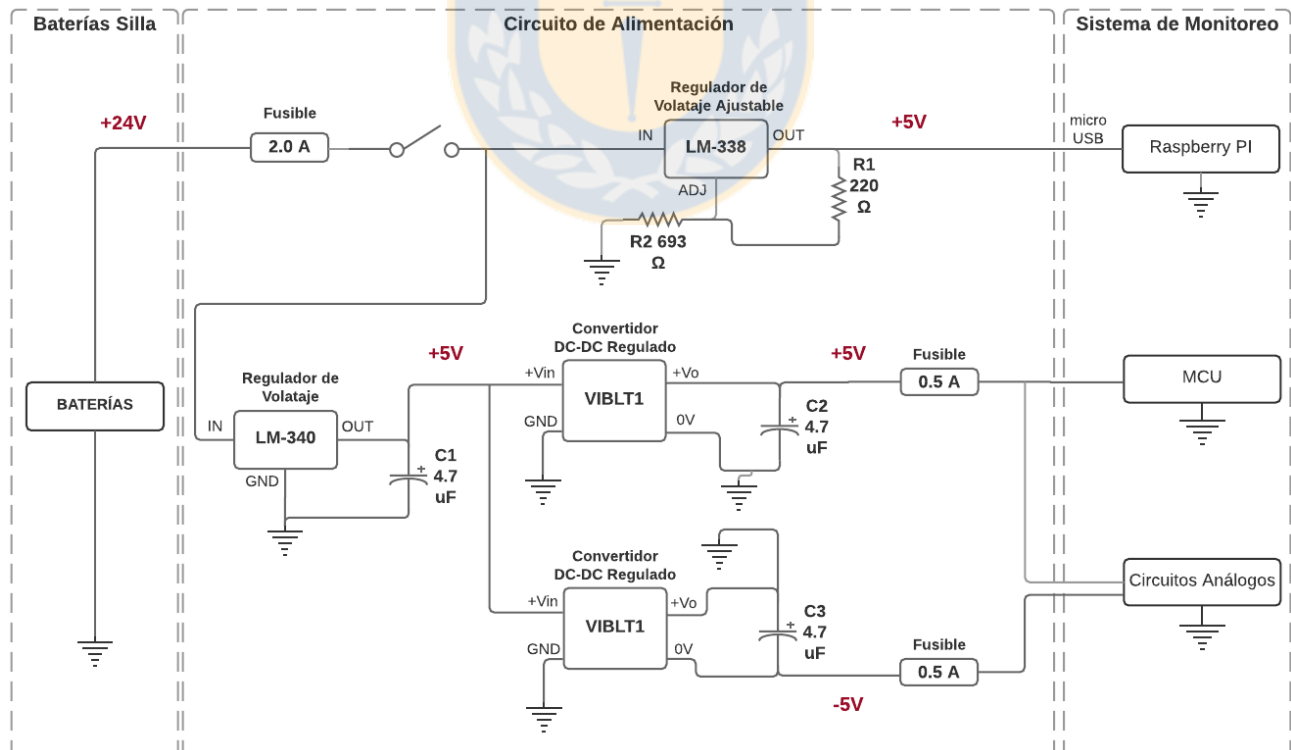 Baterías Silla
Circuito de Alimentación
Sistema de Monitoreo
+24V
Fusible
2.0 A
Regulador de
Volataje Ajustable
IN
LM-338
OUT
ADJ
+5V
R1
220
Ω
R2 693
Ω
micro
USB
Raspberry PI
BATERÍAS
Regulador de
Voltaje
IN
LM-340
OUT
GND
C1
4.7
uF
+
+5V
Convertidor
DC-DC Regulado
+Vin
VIBLT1
+Vo
GND
0V
C2
4.7
uF
+
+5V
Fusible
0.5 A
MCU
Convertidor
DC-DC Regulado
+Vin
VIBLT1
+Vo
GND
0V
C3
4.7
uF
+
-5V
Fusible
0.5 A
Circuitos Análogos